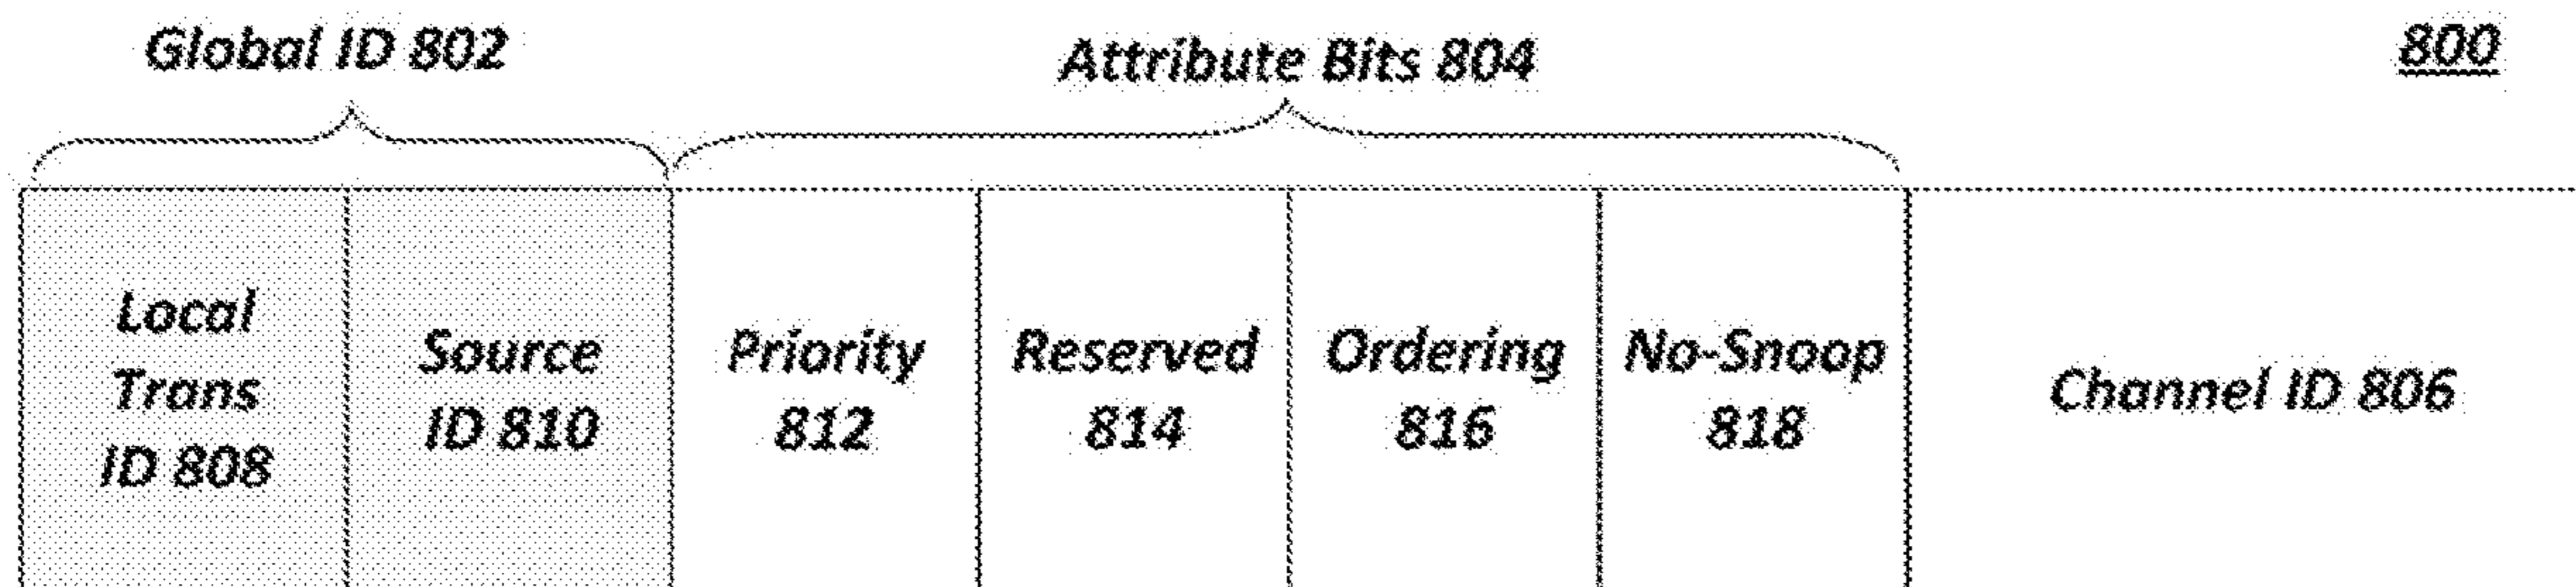 Global ID 802
Attribute Bits 804
800
Local
Trans
ID 808
Source
ID 810
Priority
812
Reserved
814
Ordering
816
No-Snoop
818
Channel ID 806